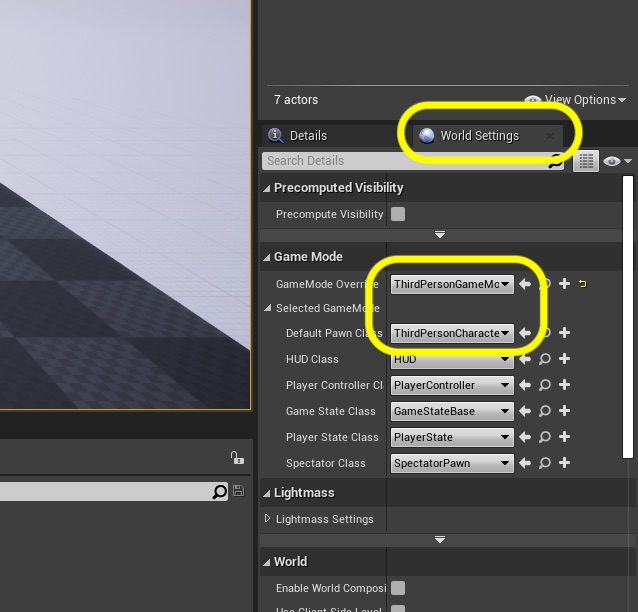 7 actors View Options
Details World Settings
Search Details
Precomputed Visibility
Precompute Visibility
Game Mode
GameMode Override ThirdPersonGameMo
Selected GameMode
Default Pawn Class ThirdPersonCharacte
HUD Class HUD
Player Controller Cl PlayerController
Game State Class GameStateBase
Player State Class PlayerState
Spectator Class SpectatorPawn
Lightmass
Lightmass Settings
World
Enable World Composi
Use Client Side Level